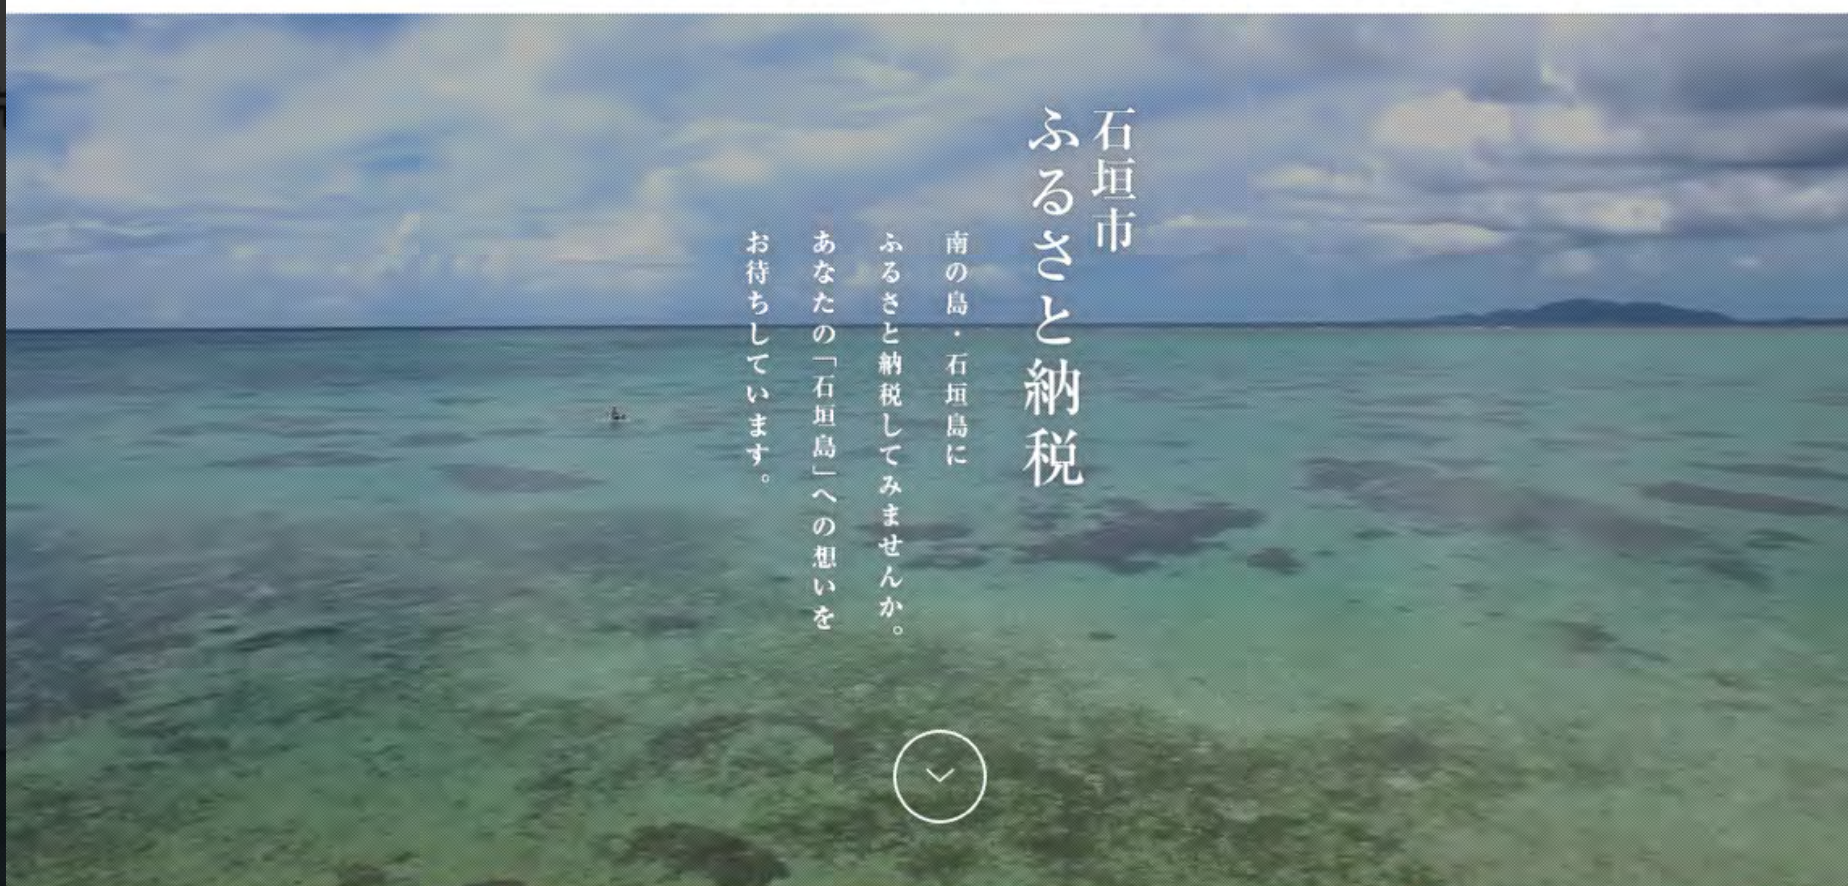 石垣市
ふるさと納税
南の島・石垣島に
ふるさと納税してみませんか。
あなたの「石垣島」への想いを
お待ちしています。